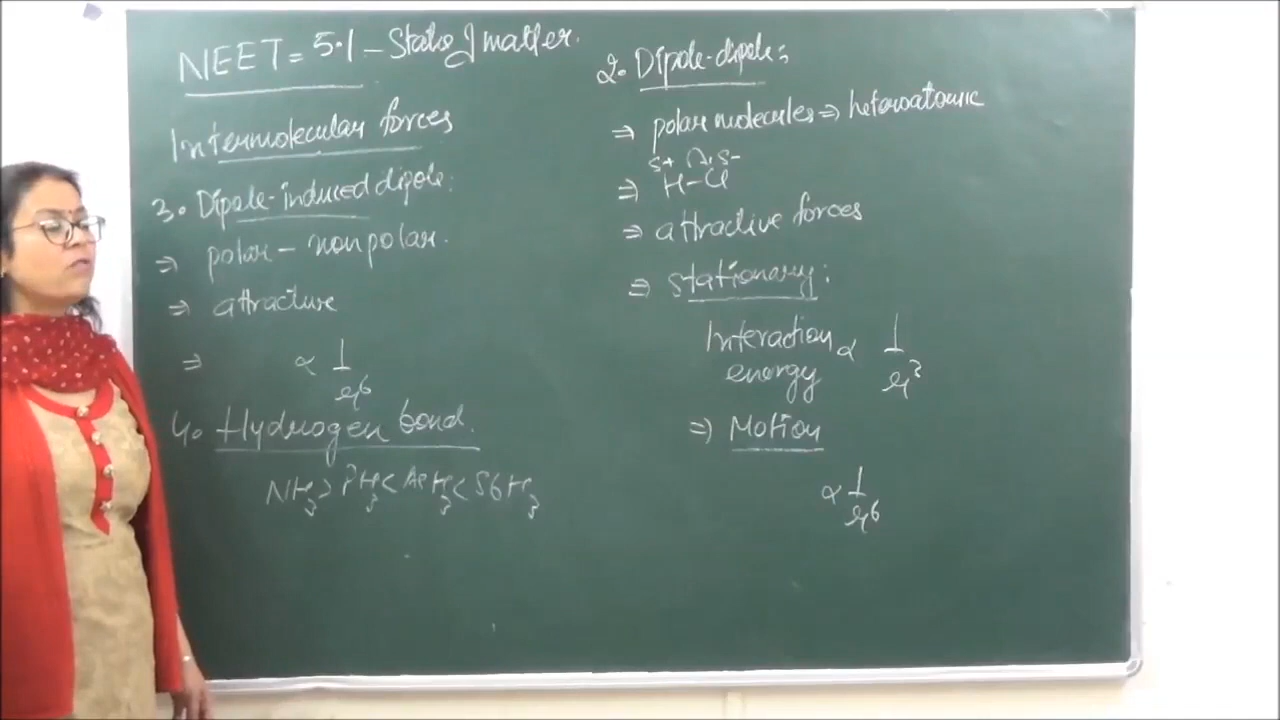 NEET = 5.1 - State of matter.
Intermolecular forces
3. Dipole-induced dipole:
⇒ polar - nonpolar.
⇒ attractive
⇒ ∝ 1/r⁶
4. Hydrogen bond.
NH₃ > PH₃ < AsH₃ < SbH₃
2. Dipole-dipole:
⇒ polar molecules ⇒ heteroatomic
δ+ δ-
⇒ H-Cl
⇒ attractive forces
⇒ stationary:
Interaction energy ∝ 1/r³
⇒ Motion
∝ 1/r⁶